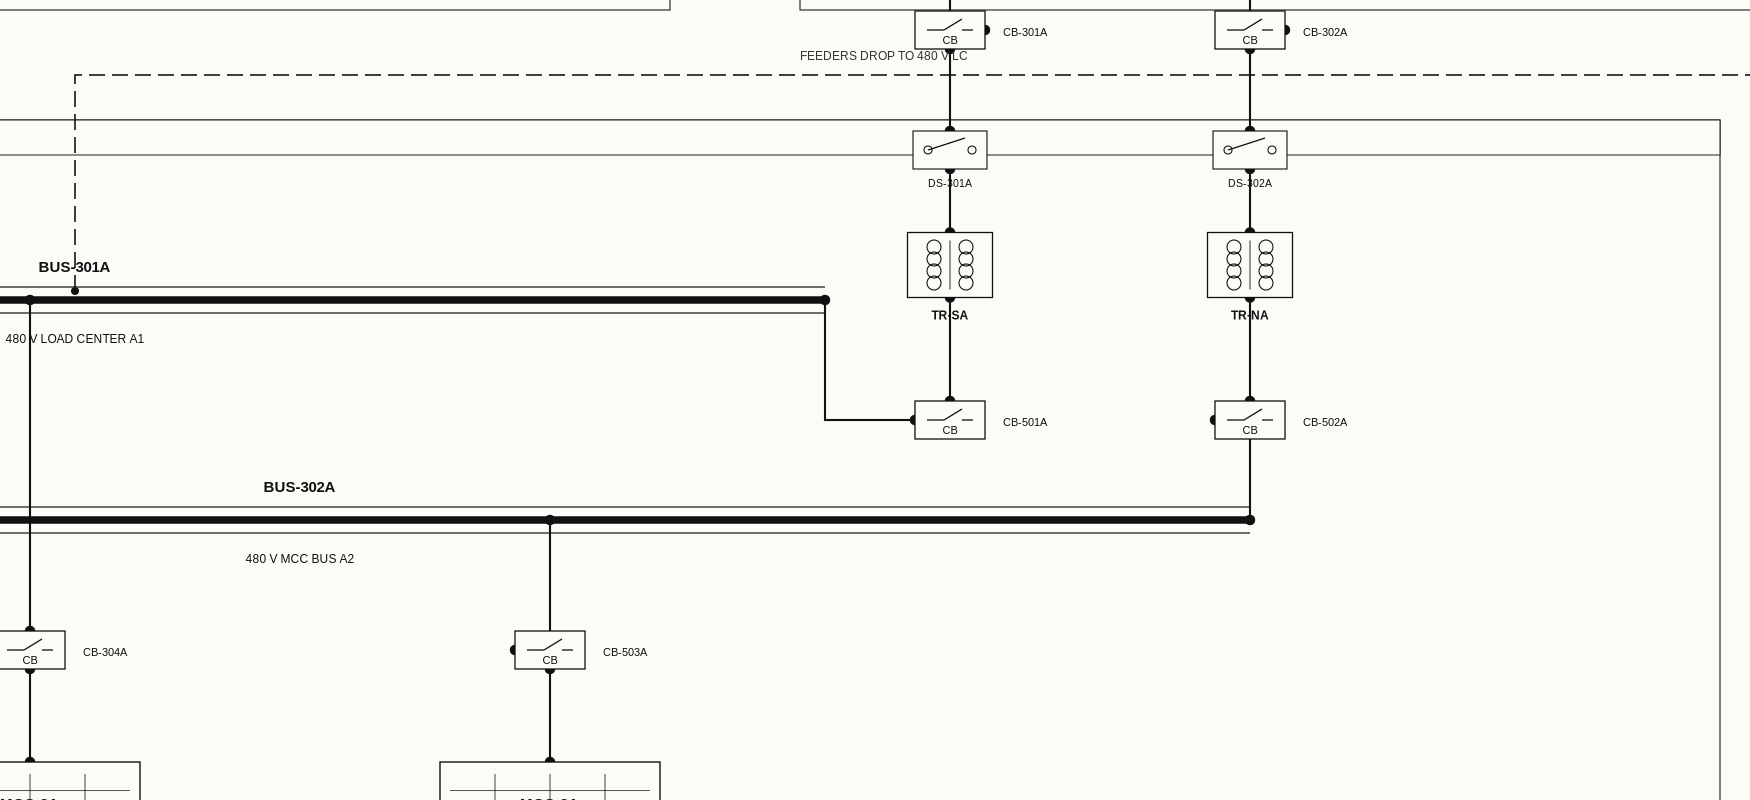 CB
CB-301A
CB
CB-302A
FEEDERS DROP TO 480 V LC
DS-301A
DS-302A
BUS-301A
TR-SA
TR-NA
480 V LOAD CENTER A1
CB
CB-501A
CB
CB-502A
BUS-302A
480 V MCC BUS A2
CB
CB-304A
CB
CB-503A